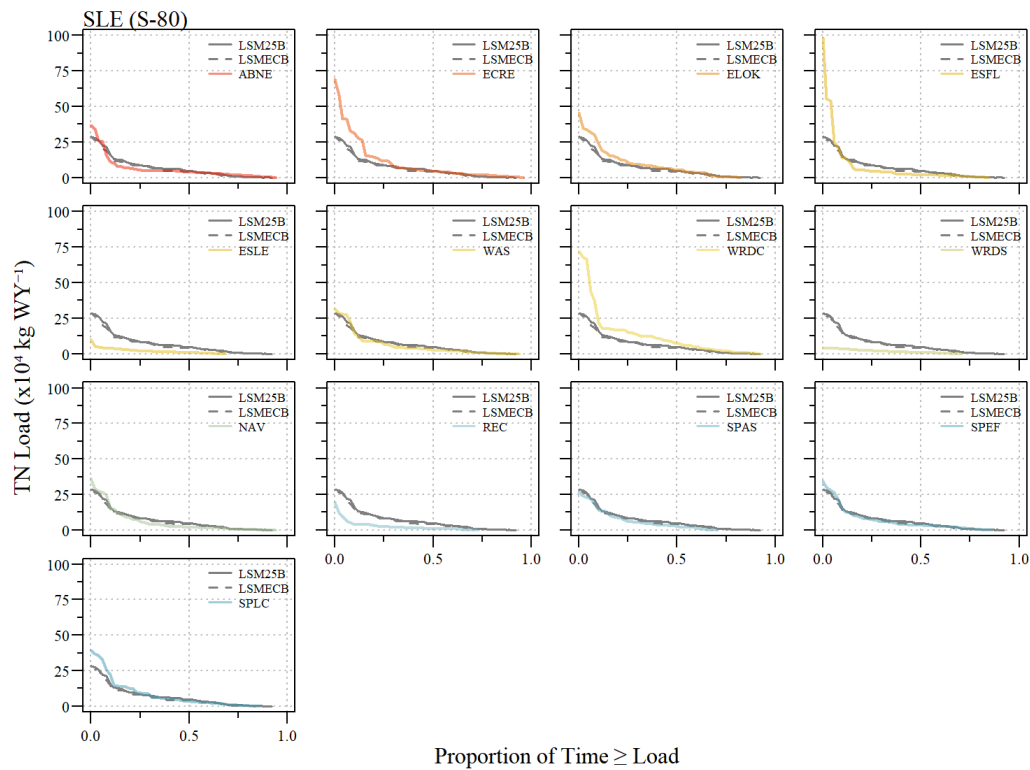 SLE (S-80)
100
75
50
25
0
LSM25B
LSMECB
ABNE
LSM25B
LSMECB
ECRE
LSM25B
LSMECB
ELOK
LSM25B
LSMECB
ESFL
100
75
50
25
0
LSM25B
LSMECB
ESLE
LSM25B
LSMECB
WAS
LSM25B
LSMECB
WRDC
LSM25B
LSMECB
WRDS
TN Load (x10⁴ kg WY⁻¹)
100
75
50
25
0
LSM25B
LSMECB
NAV
LSM25B
LSMECB
REC
0.0 0.5 1.0
LSM25B
LSMECB
SPAS
0.0 0.5 1.0
LSM25B
LSMECB
SPEF
0.0 0.5 1.0
100
75
50
25
0
LSM25B
LSMECB
SPLC
0.0 0.5 1.0
Proportion of Time ≥ Load